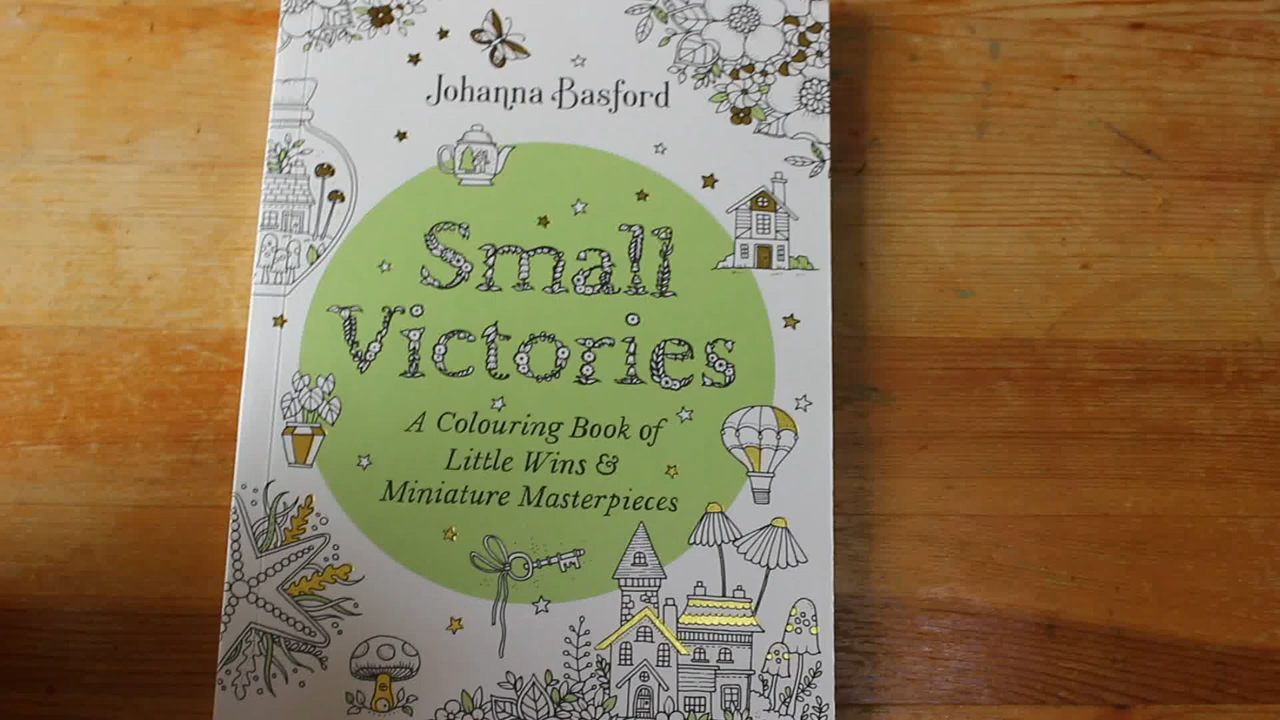 Johanna Basford
Small
Victories
A Colouring Book of
Little Wins &
Miniature Masterpieces